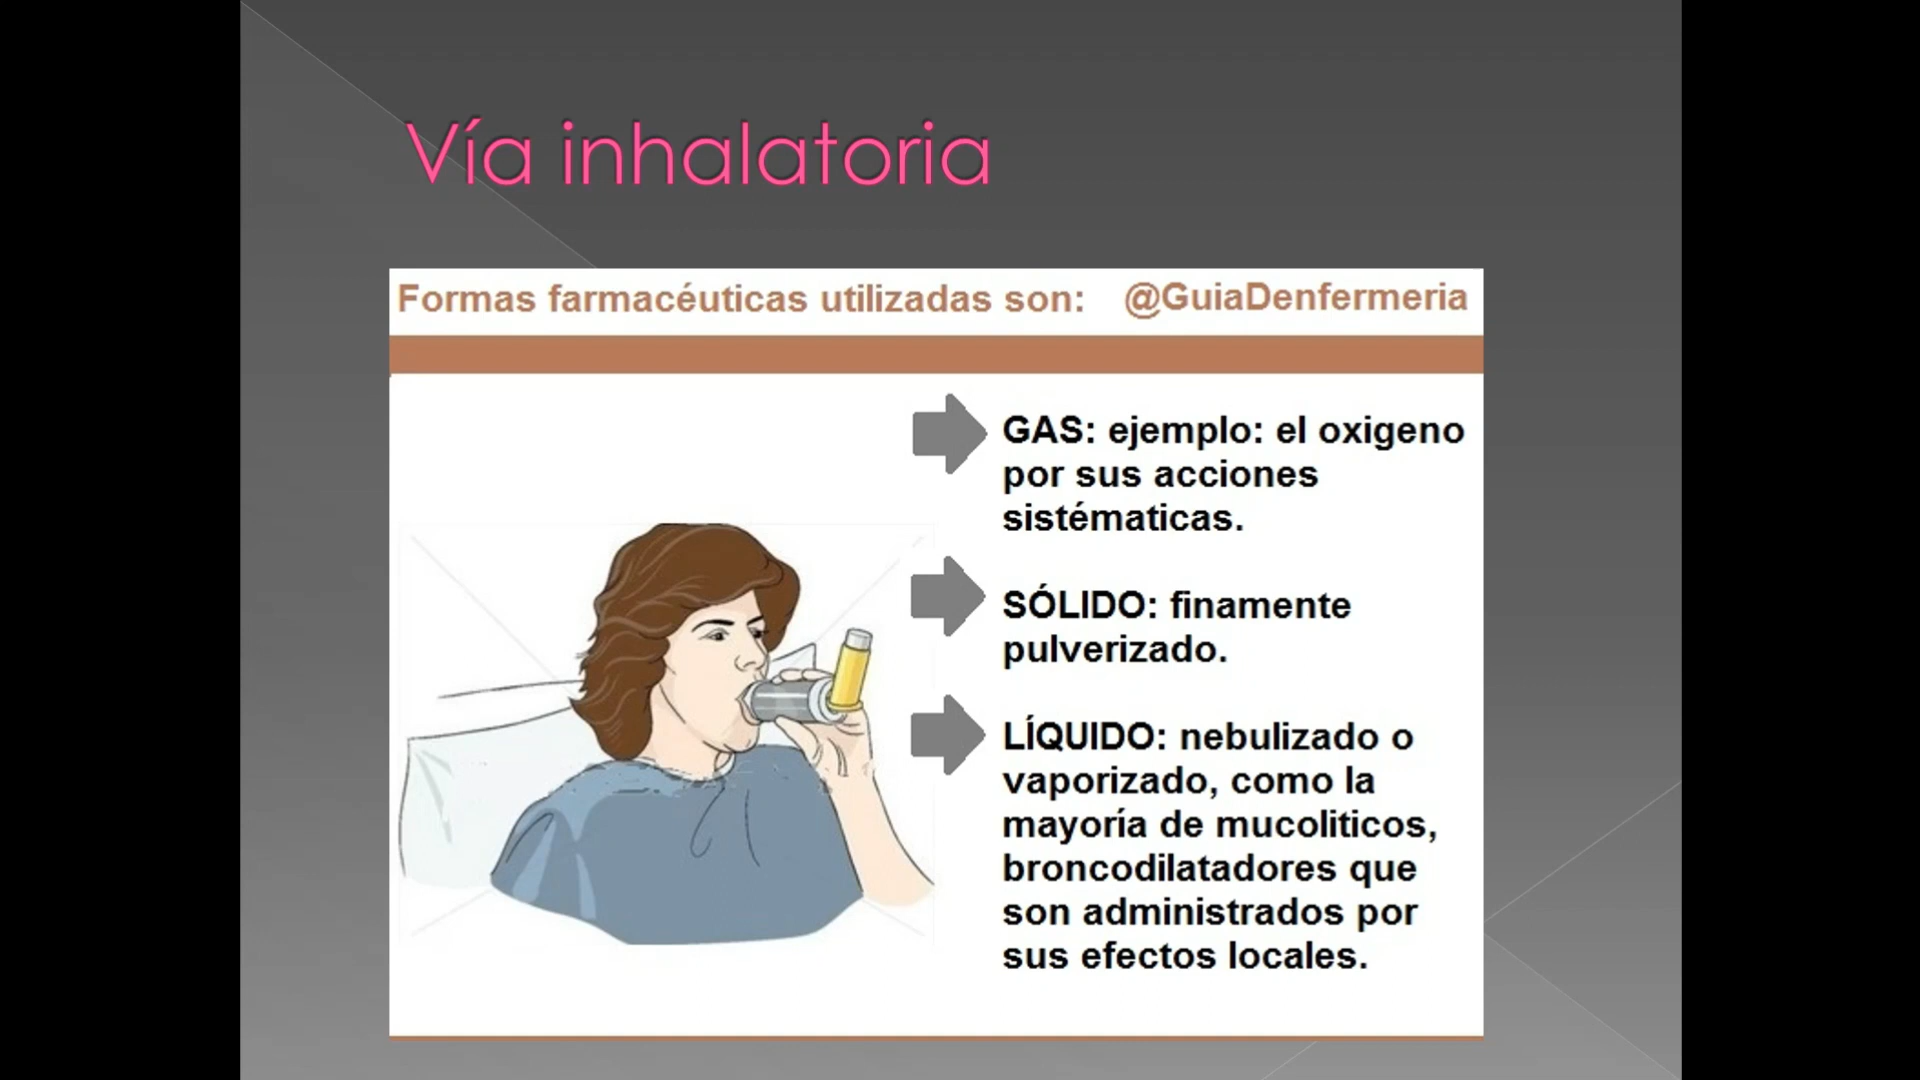 Vía inhalatoria
Formas farmacéuticas utilizadas son: @GuiaDenfermeria
GAS: ejemplo: el oxigeno
por sus acciones
sistématicas.
SÓLIDO: finamente
pulverizado.
LÍQUIDO: nebulizado o
vaporizado, como la
mayoría de mucoliticos,
broncodilatadores que
son administrados por
sus efectos locales.